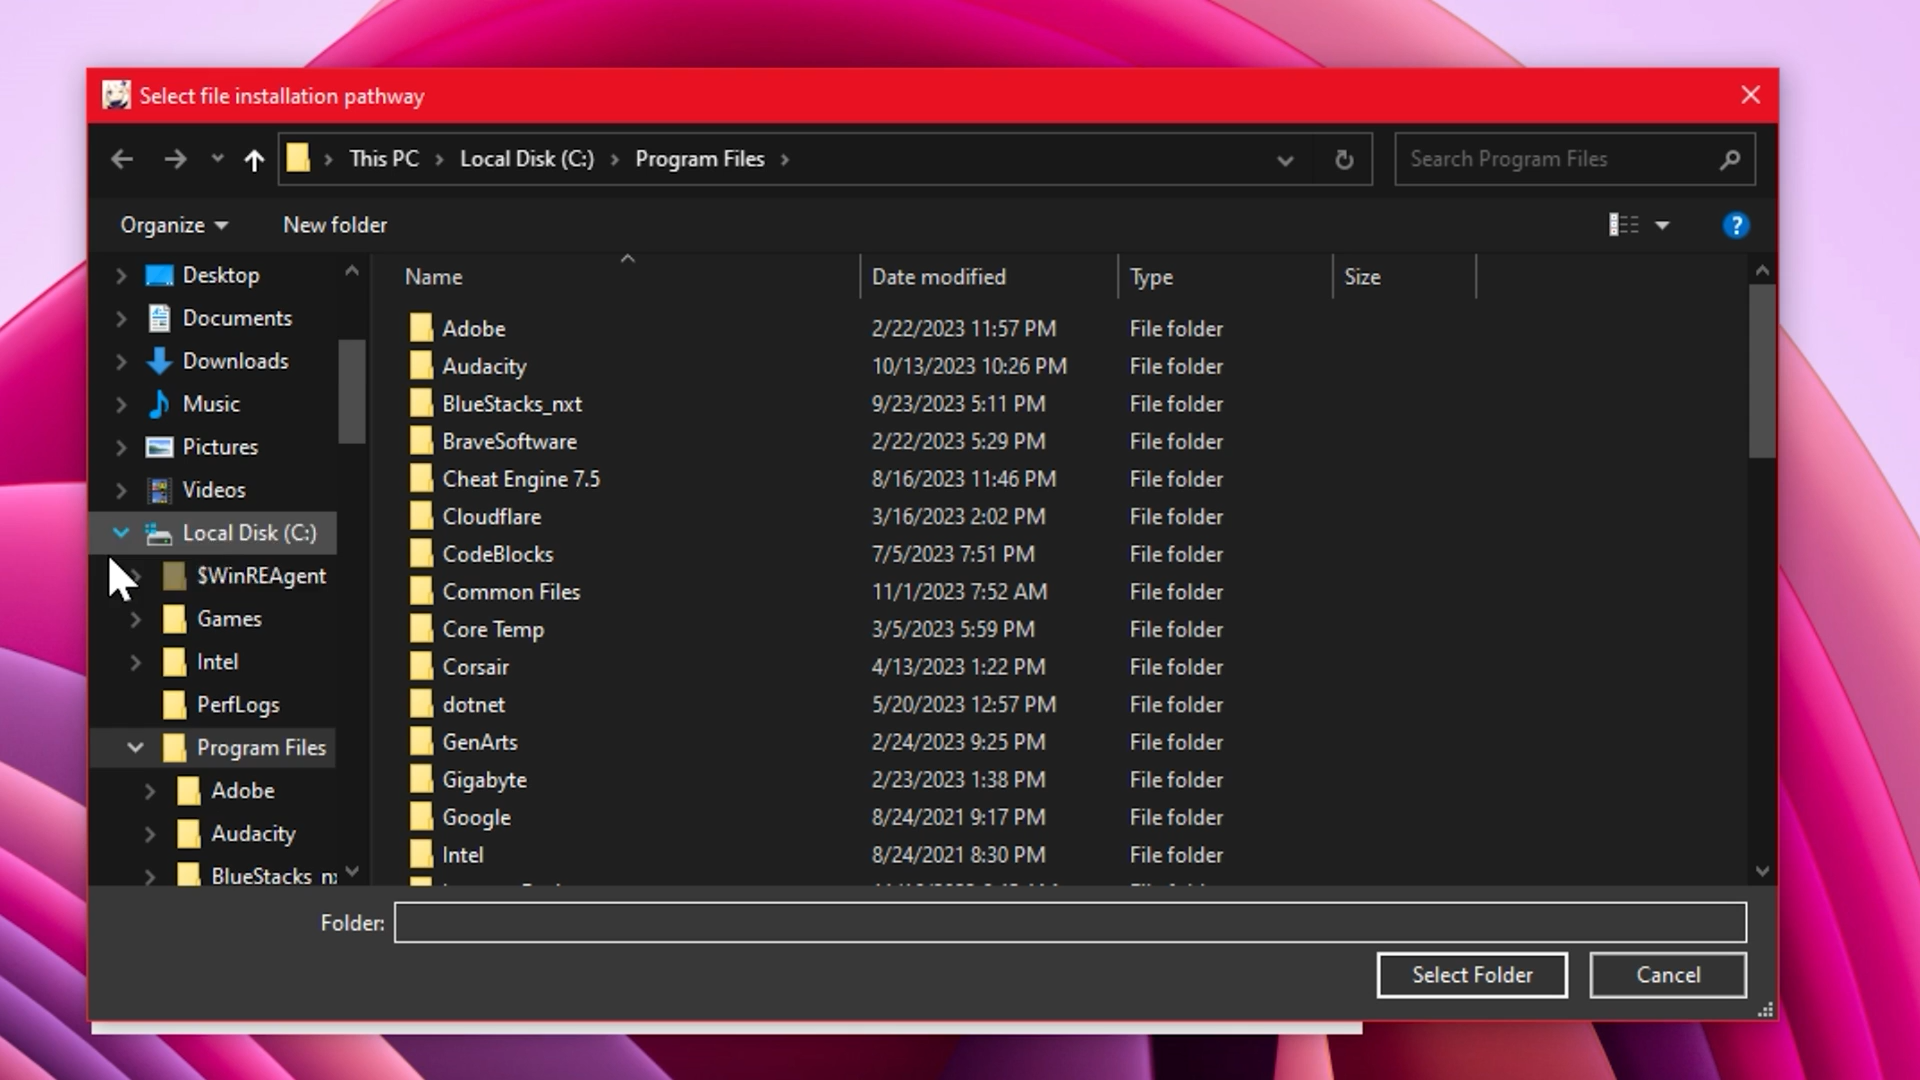 Select file installation pathway
This PC > Local Disk (C:) > Program Files >
Search Program Files
Organize
New folder
?
Desktop
Documents
Downloads
Music
Pictures
Videos
Local Disk (C:)
$WinREAgent
Games
Intel
PerfLogs
Program Files
Adobe
Audacity
BlueStacks_n
Name Date modified Type Size
Adobe 2/22/2023 11:57 PM File folder
Audacity 10/13/2023 10:26 PM File folder
BlueStacks_nxt 9/23/2023 5:11 PM File folder
BraveSoftware 2/22/2023 5:29 PM File folder
Cheat Engine 7.5 8/16/2023 11:46 PM File folder
Cloudflare 3/16/2023 2:02 PM File folder
CodeBlocks 7/5/2023 7:51 PM File folder
Common Files 11/1/2023 7:52 AM File folder
Core Temp 3/5/2023 5:59 PM File folder
Corsair 4/13/2023 1:22 PM File folder
dotnet 5/20/2023 12:57 PM File folder
GenArts 2/24/2023 9:25 PM File folder
Gigabyte 2/23/2023 1:38 PM File folder
Google 8/24/2021 9:17 PM File folder
Intel 8/24/2021 8:30 PM File folder
Folder:
Select Folder
Cancel